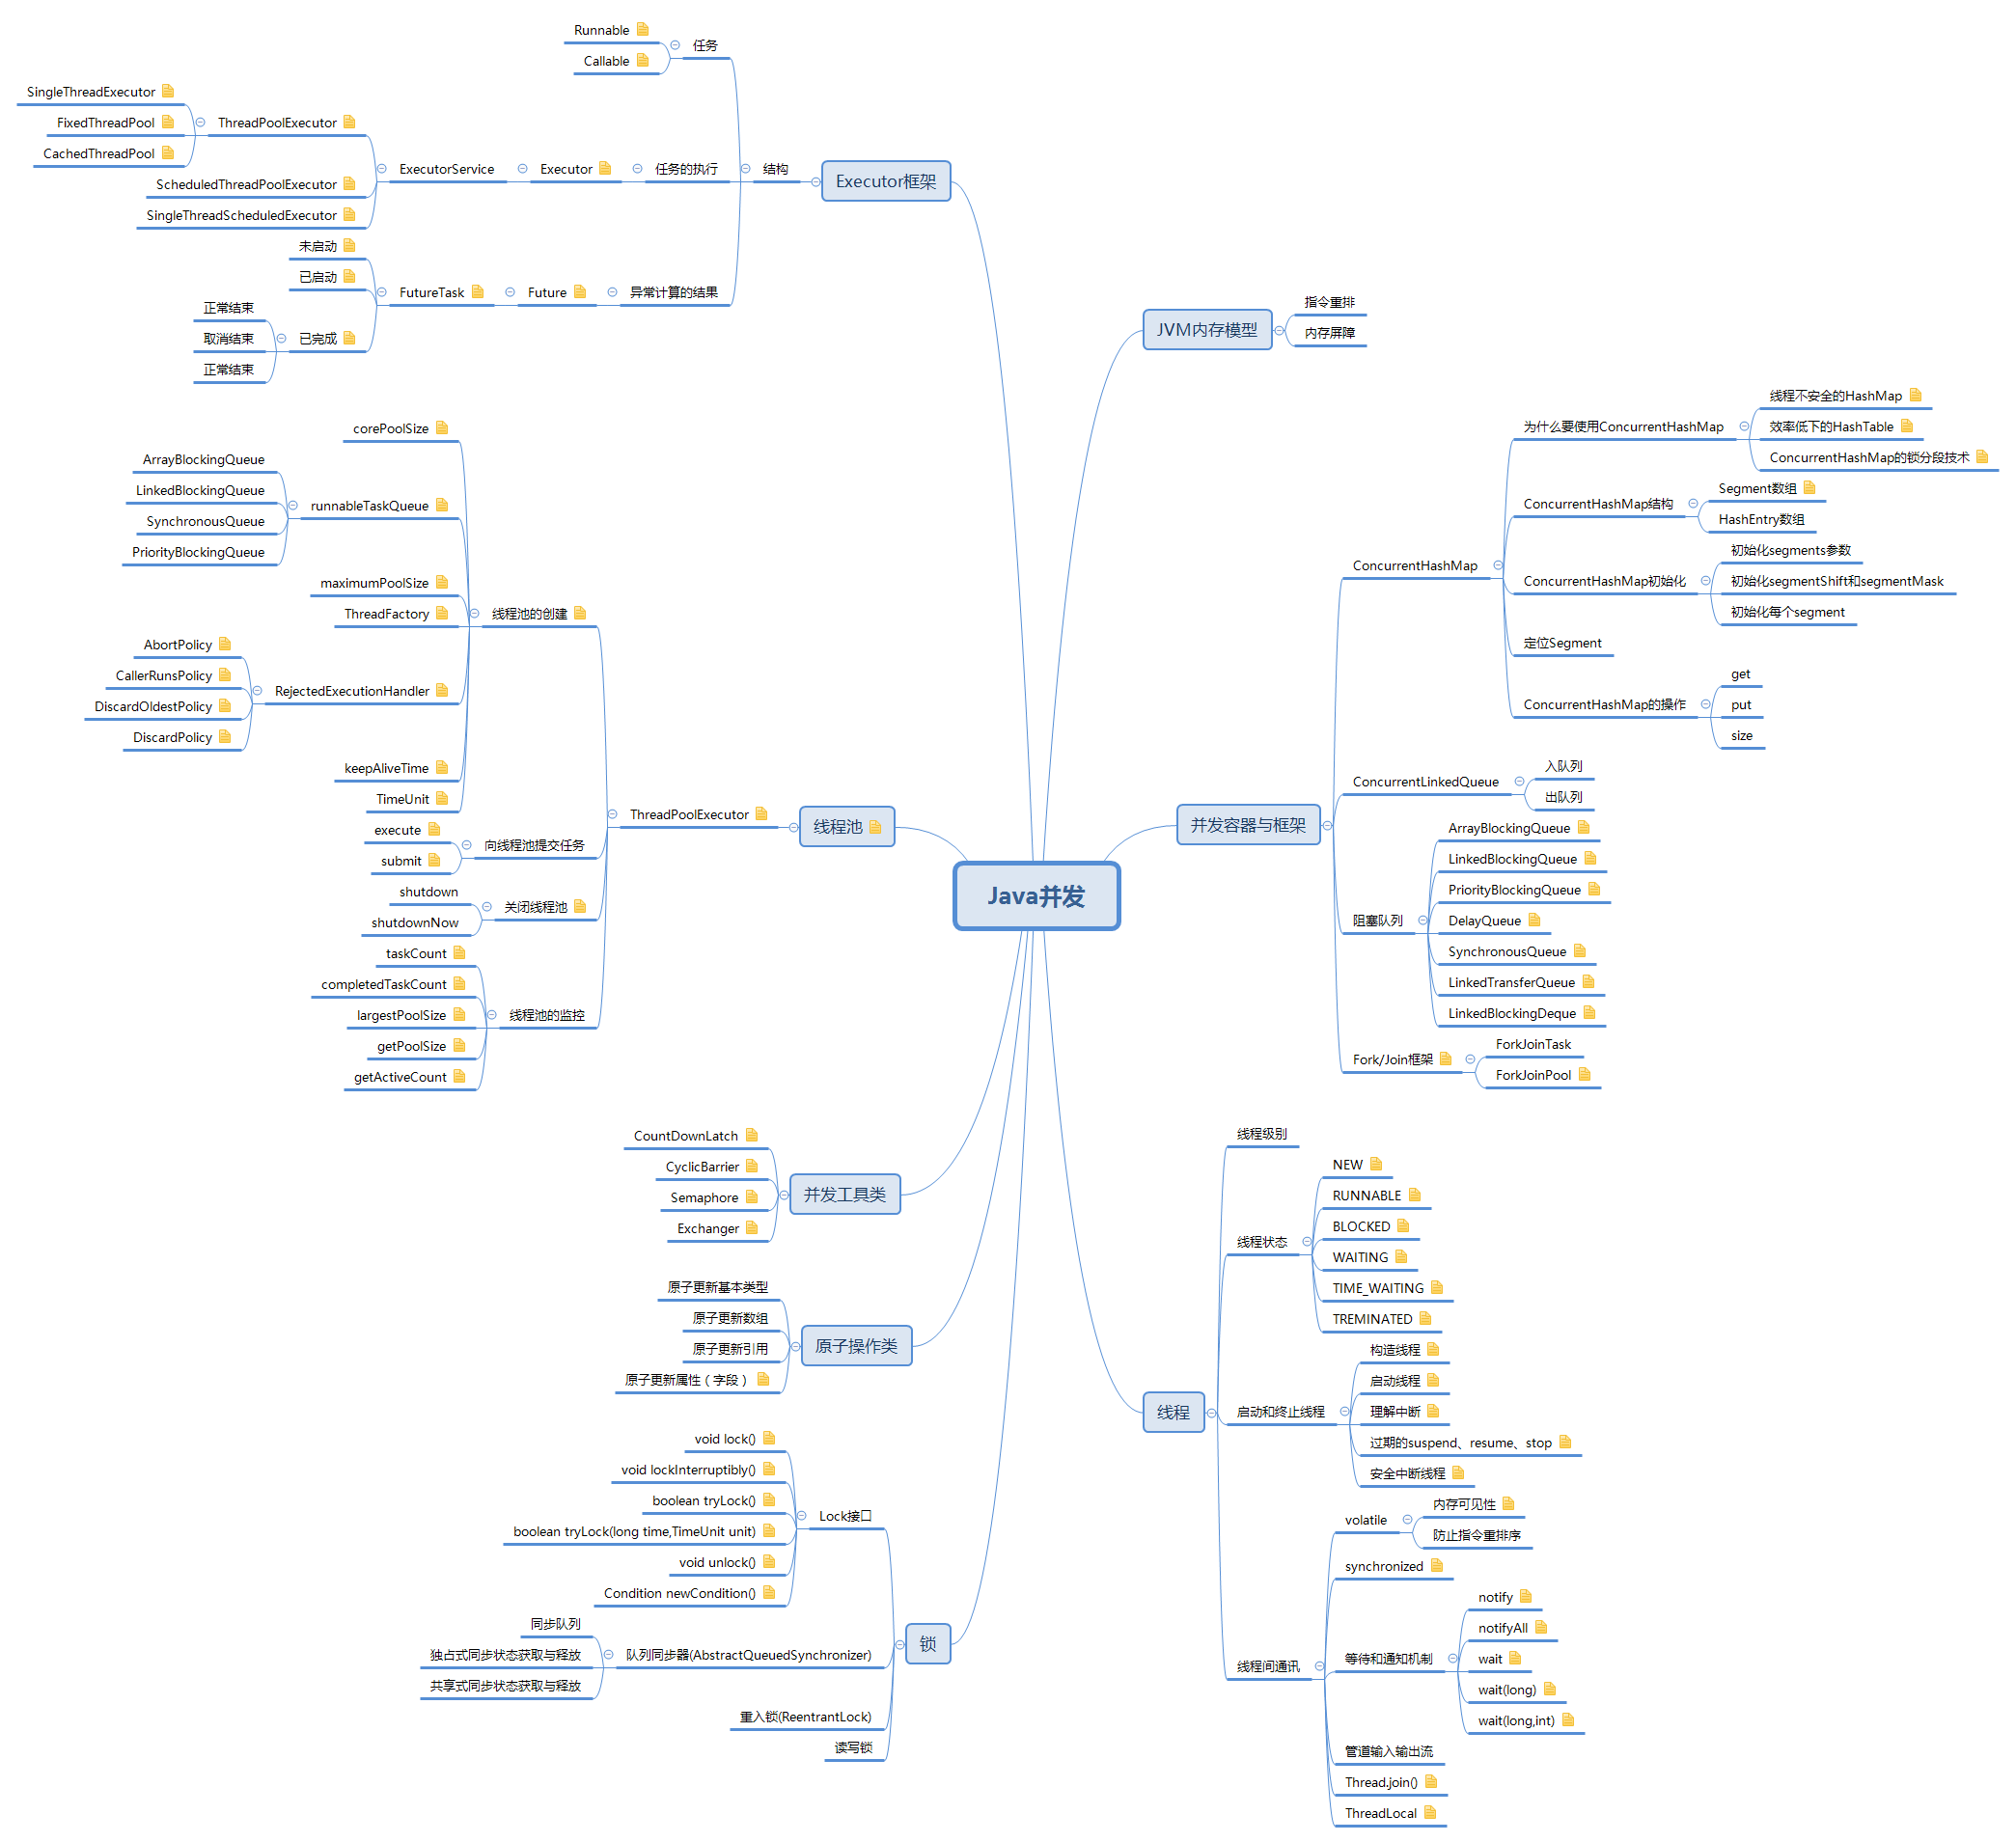 Java并发
Executor框架
结构
任务
Runnable
Callable
任务的执行
Executor
ExecutorService
ThreadPoolExecutor
SingleThreadExecutor
FixedThreadPool
CachedThreadPool
ScheduledThreadPoolExecutor
SingleThreadScheduledExecutor
异常计算的结果
Future
FutureTask
未启动
已启动
已完成
正常结束
取消结束
正常结束
线程池
ThreadPoolExecutor
线程池的创建
corePoolSize
runnableTaskQueue
ArrayBlockingQueue
LinkedBlockingQueue
SynchronousQueue
PriorityBlockingQueue
maximumPoolSize
ThreadFactory
RejectedExecutionHandler
AbortPolicy
CallerRunsPolicy
DiscardOldestPolicy
DiscardPolicy
keepAliveTime
TimeUnit
向线程池提交任务
execute
submit
关闭线程池
shutdown
shutdownNow
线程池的监控
taskCount
completedTaskCount
largestPoolSize
getPoolSize
getActiveCount
并发工具类
CountDownLatch
CyclicBarrier
Semaphore
Exchanger
原子操作类
原子更新基本类型
原子更新数组
原子更新引用
原子更新属性（字段）
锁
Lock接口
void lock()
void lockInterruptibly()
boolean tryLock()
boolean tryLock(long time,TimeUnit unit)
void unlock()
Condition newCondition()
队列同步器(AbstractQueuedSynchronizer)
同步队列
独占式同步状态获取与释放
共享式同步状态获取与释放
重入锁(ReentrantLock)
读写锁
JVM内存模型
指令重排
内存屏障
并发容器与框架
ConcurrentHashMap
为什么要使用ConcurrentHashMap
线程不安全的HashMap
效率低下的HashTable
ConcurrentHashMap的锁分段技术
ConcurrentHashMap结构
Segment数组
HashEntry数组
ConcurrentHashMap初始化
初始化segments参数
初始化segmentShift和segmentMask
初始化每个segment
定位Segment
ConcurrentHashMap的操作
get
put
size
ConcurrentLinkedQueue
入队列
出队列
阻塞队列
ArrayBlockingQueue
LinkedBlockingQueue
PriorityBlockingQueue
DelayQueue
SynchronousQueue
LinkedTransferQueue
LinkedBlockingDeque
Fork/Join框架
ForkJoinTask
ForkJoinPool
线程
线程级别
线程状态
NEW
RUNNABLE
BLOCKED
WAITING
TIME_WAITING
TREMINATED
启动和终止线程
构造线程
启动线程
理解中断
过期的suspend、resume、stop
安全中断线程
线程间通讯
volatile
内存可见性
防止指令重排序
synchronized
等待和通知机制
notify
notifyAll
wait
wait(long)
wait(long,int)
管道输入输出流
Thread.join()
ThreadLocal